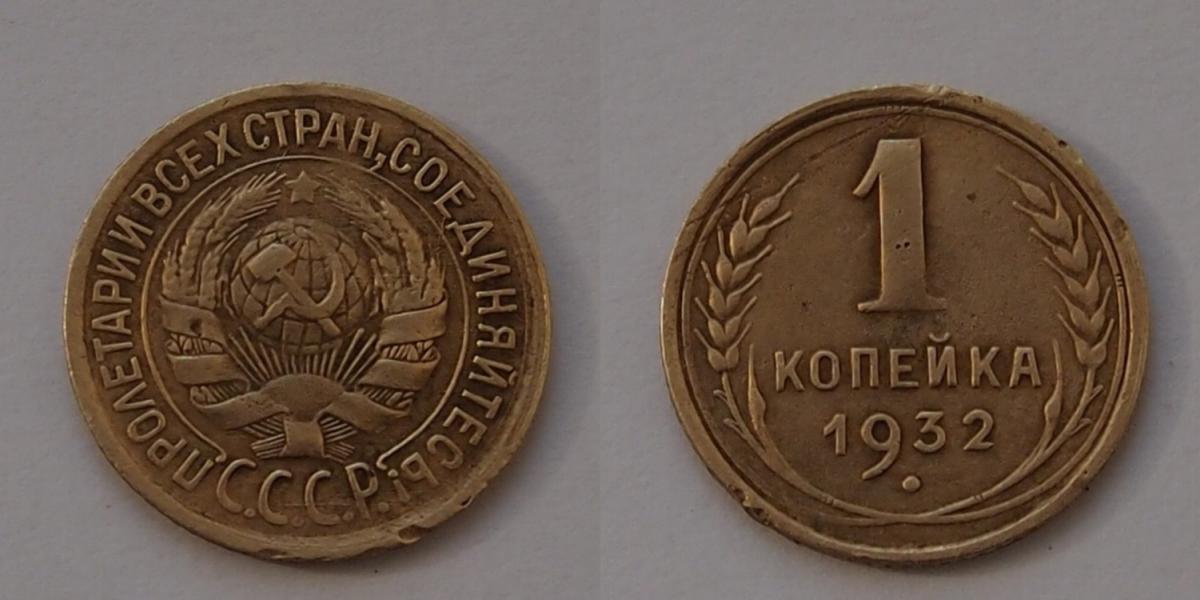 ПРОЛЕТАРИИ ВСЕХ СТРАН, СОЕДИНЯЙТЕСЬ!
С.С.С.Р.
1
КОПЕЙКА
1932